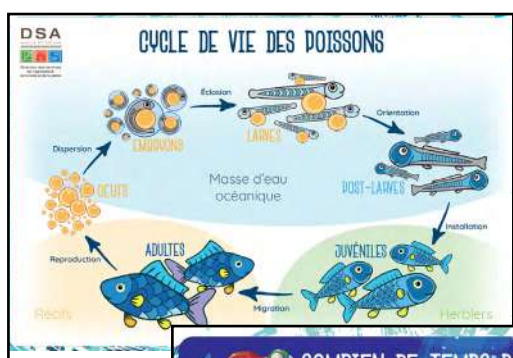 DSA
CYCLE DE VIE DES POISSONS
Éclosion
LARVES
Orientation
EMBRYONS
Dispersion
OEUFS
Masse d'eau
océanique
POST-LARVES
Installation
Reproduction
ADULTES
JUVÉNILES
Migration
Récifs
Herbiers
COMBIEN DE TEMPS